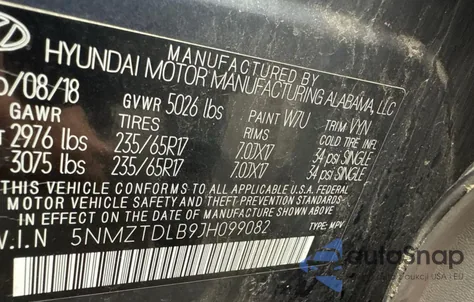 MANUFACTURED BY
HYUNDAI MOTOR MANUFACTURING ALABAMA, LLC
/08/18 GVWR 5026 lbs PAINT W7U TRIM VYN
GAWR TIRES RIMS COLD TIRE INFL
2976 lbs 235/65R17 7.0JX17 34 psi SINGLE
3075 lbs 235/65R17 7.0JX17 34 psi SINGLE
THIS VEHICLE CONFORMS TO ALL APPLICABLE U.S. FEDERAL
MOTOR VEHICLE SAFETY AND THEFT PREVENTION STANDARDS
IN EFFECT ON THE DATE OF MANUFACTURE SHOWN ABOVE.
V.I.N 5NMZTDLB9JH099082 TYPE: MPV
autoSnap